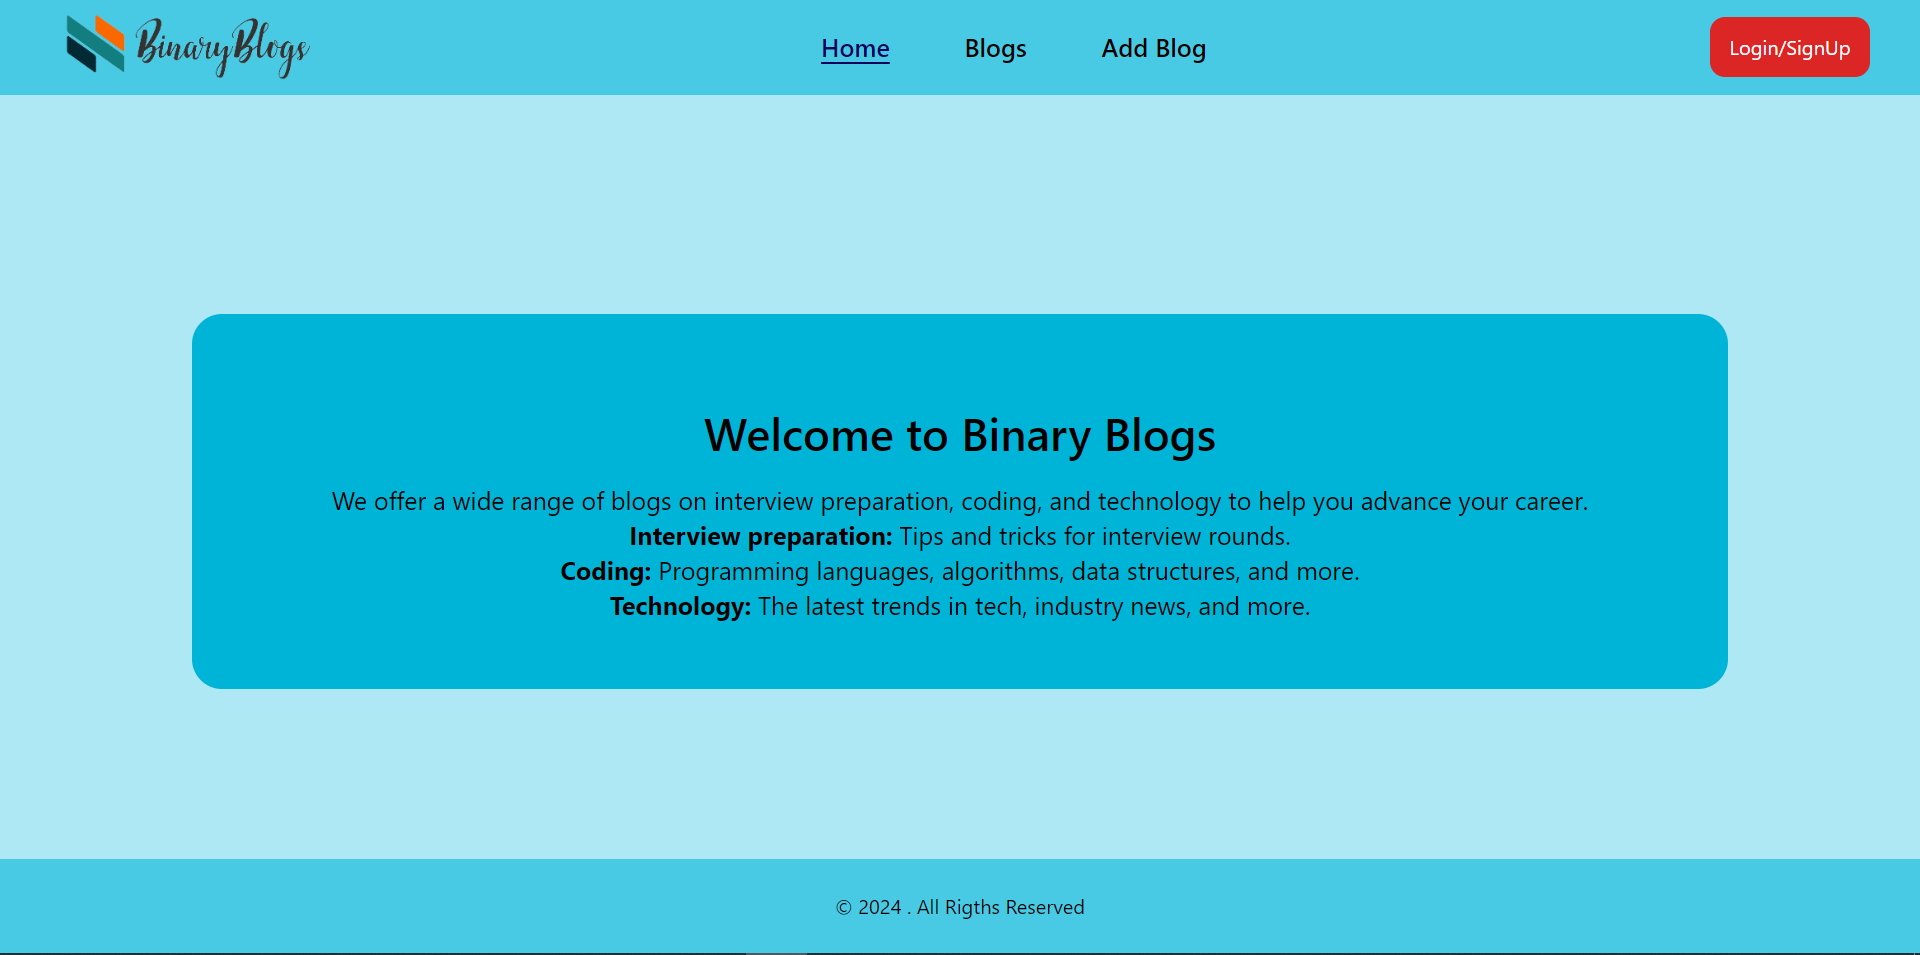 BinaryBlogs
Home Blogs Add Blog
Login/SignUp
Welcome to Binary Blogs
We offer a wide range of blogs on interview preparation, coding, and technology to help you advance your career.
Interview preparation: Tips and tricks for interview rounds.
Coding: Programming languages, algorithms, data structures, and more.
Technology: The latest trends in tech, industry news, and more.
© 2024 . All Rigths Reserved